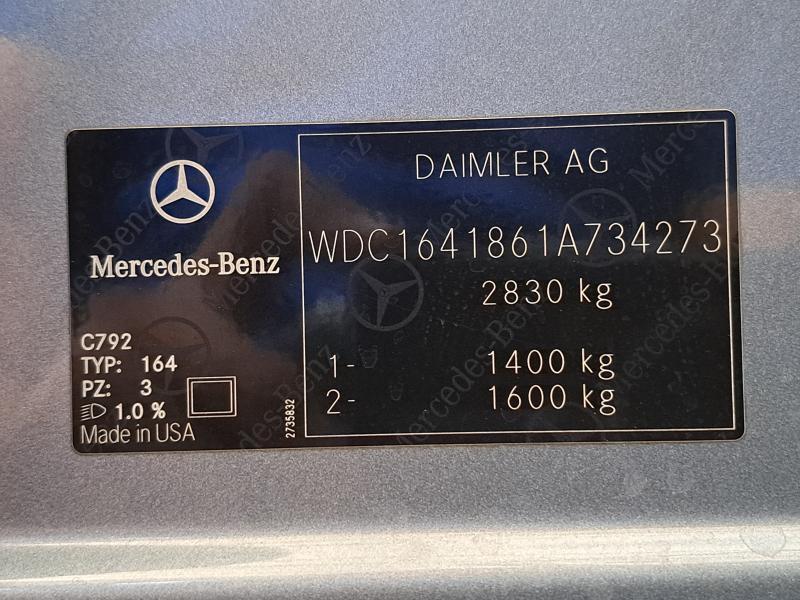 Mercedes-Benz
C792
TYP: 164
PZ: 3
1.0 %
Made in USA
2735832
DAIMLER AG
WDC1641861A734273
2830 kg
1- 1400 kg
2- 1600 kg